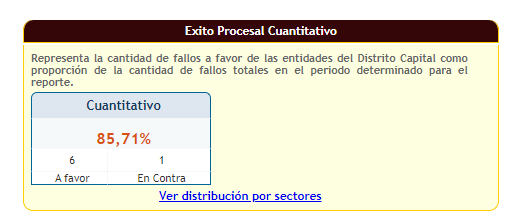 Exito Procesal Cuantitativo
Representa la cantidad de fallos a favor de las entidades del Distrito Capital como
proporción de la cantidad de fallos totales en el periodo determinado para el
reporte.
Cuantitativo
85,71%
6 1
A favor En Contra
Ver distribución por sectores